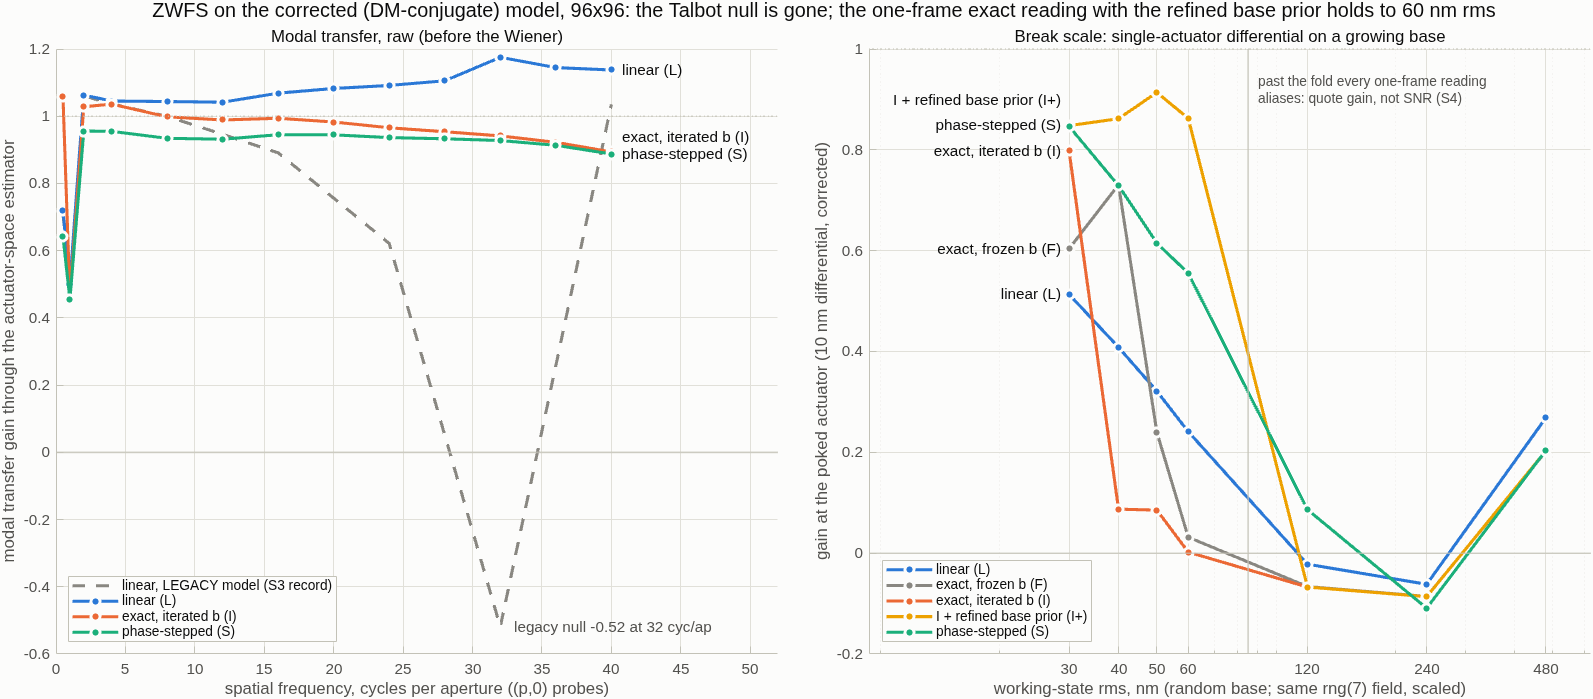 ZWFS on the corrected (DM-conjugate) model, 96x96: the Talbot null is gone; the one-frame exact reading with the refined base prior holds to 60 nm rms
Modal transfer, raw (before the Wiener)
modal transfer gain through the actuator-space estimator
1.2
1
0.8
0.6
0.4
0.2
0
-0.2
-0.4
-0.6
linear (L)
exact, iterated b (I)
phase-stepped (S)
legacy null -0.52 at 32 cyc/ap
linear, LEGACY model (S3 record)
linear (L)
exact, iterated b (I)
phase-stepped (S)
0 5 10 15 20 25 30 35 40 45 50
spatial frequency, cycles per aperture ((p,0) probes)
Break scale: single-actuator differential on a growing base
gain at the poked actuator (10 nm differential, corrected)
1
0.8
0.6
0.4
0.2
0
-0.2
past the fold every one-frame reading
aliases: quote gain, not SNR (S4)
I + refined base prior (I+)
phase-stepped (S)
exact, iterated b (I)
exact, frozen b (F)
linear (L)
linear (L)
exact, frozen b (F)
exact, iterated b (I)
I + refined base prior (I+)
phase-stepped (S)
30 40 50 60 120 240 480
working-state rms, nm (random base; same rng(7) field, scaled)